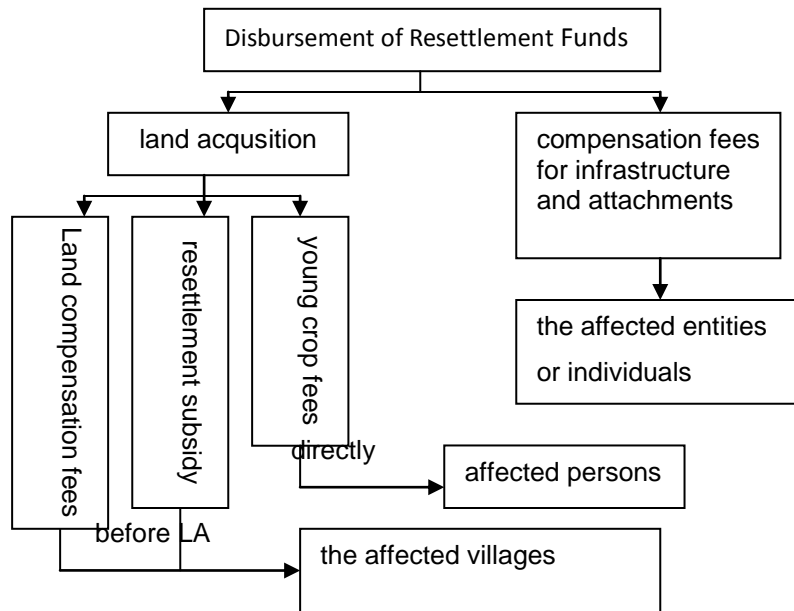 Disbursement of Resettlement Funds
land acqusition
compensation fees
for infrastructure
and attachments
Land compensation fees
resettlement subsidy
young crop fees
the affected entities
or individuals
directly
affected persons
before LA
the affected villages